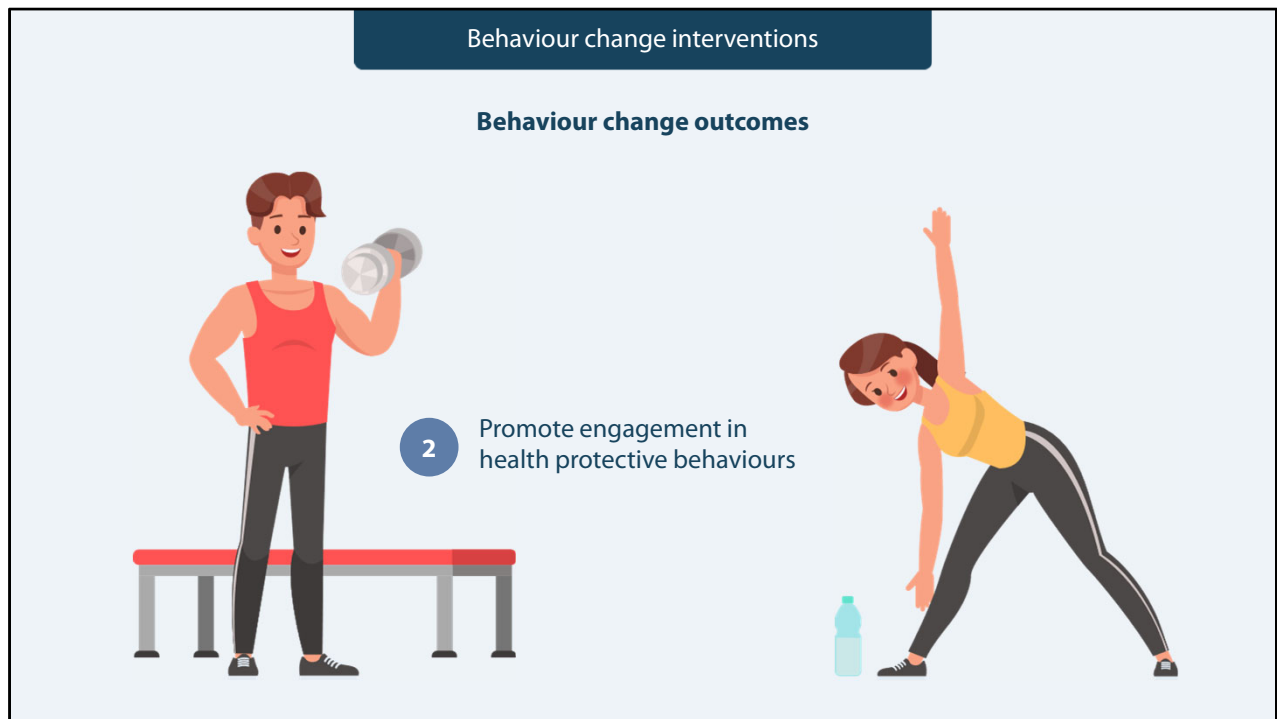 Behaviour change interventions
Behaviour change outcomes
2
Promote engagement in
health protective behaviours